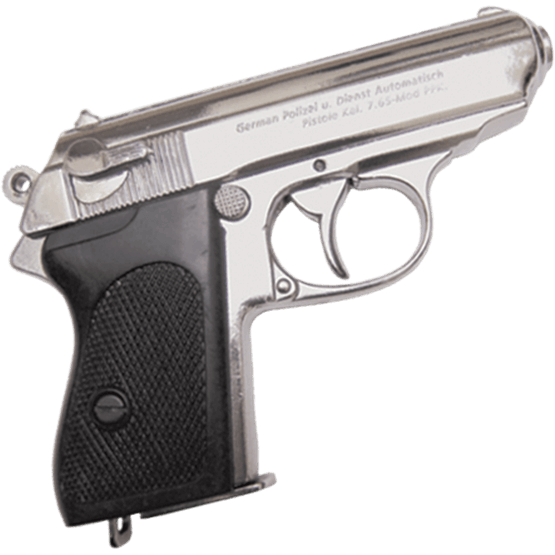 German Polizei u. Dienst Automatisch
Pistole Kal. 7.65-Mod PPK.